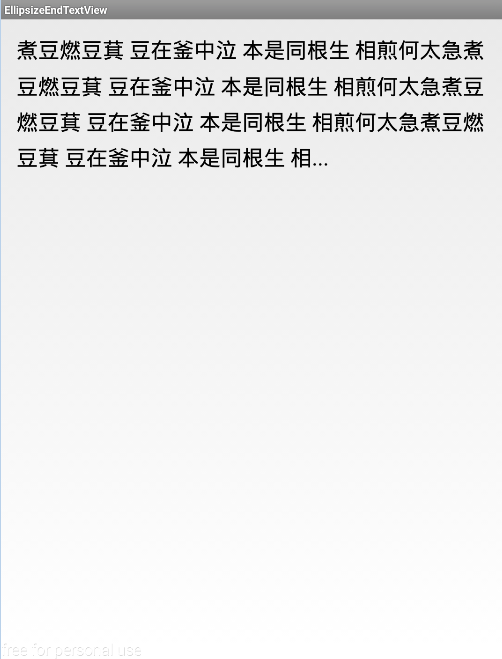 EllipsizeEndTextView
煮豆燃豆萁 豆在釜中泣 本是同根生 相煎何太急煮
豆燃豆萁 豆在釜中泣 本是同根生 相煎何太急煮豆
燃豆萁 豆在釜中泣 本是同根生 相煎何太急煮豆燃
豆萁 豆在釜中泣 本是同根生 相...
free for personal use